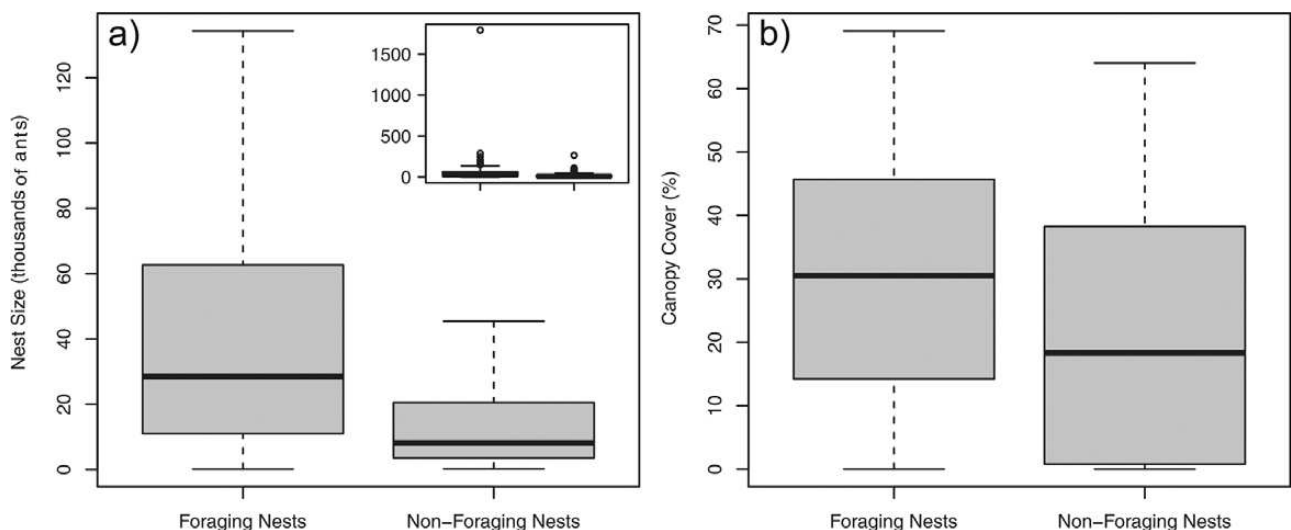 a)
Nest Size (thousands of ants)
120
100
80
60
40
20
0
1500
1000
500
0
Foraging Nests
Non−Foraging Nests
b)
Canopy Cover (%)
70
60
50
40
30
20
10
0
Foraging Nests
Non−Foraging Nests